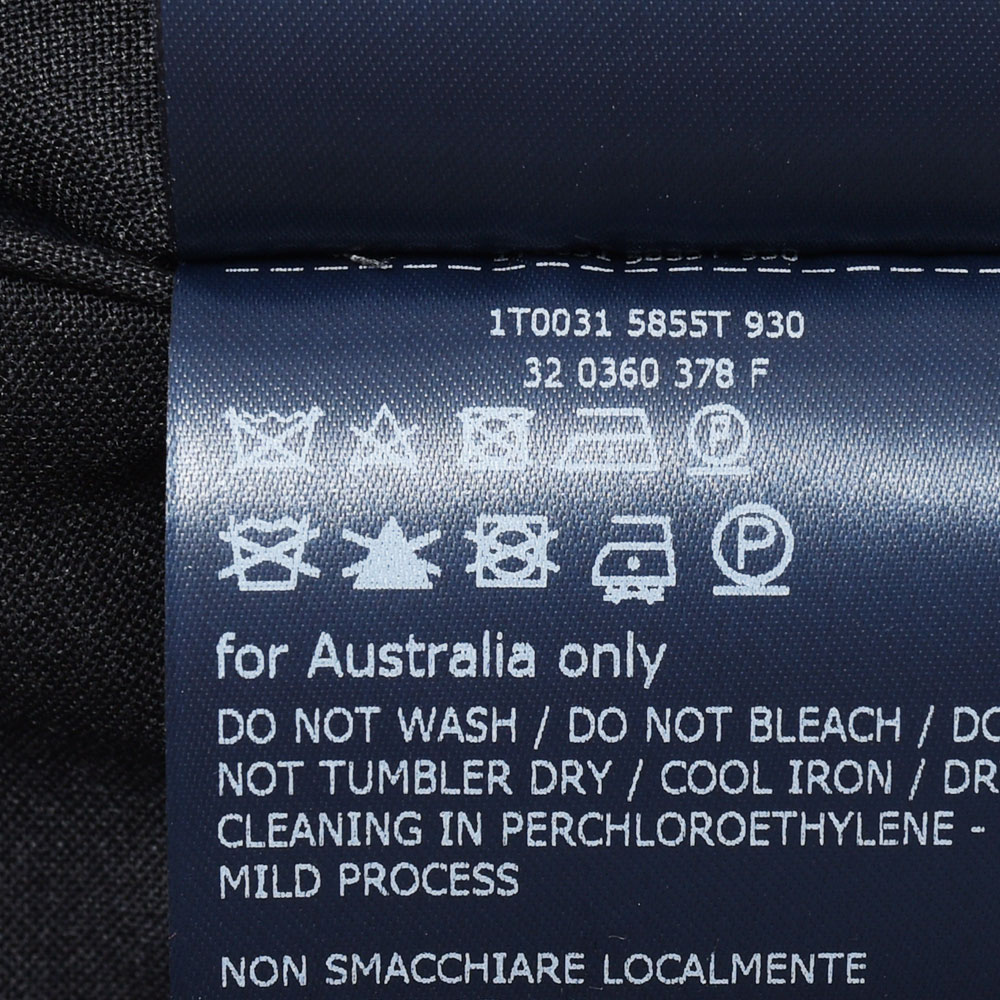 1T0031 5855T 930
32 0360 378 F
P
P
for Australia only
DO NOT WASH / DO NOT BLEACH / DO
NOT TUMBLER DRY / COOL IRON / DR
CLEANING IN PERCHLOROETHYLENE -
MILD PROCESS
NON SMACCHIARE LOCALMENTE